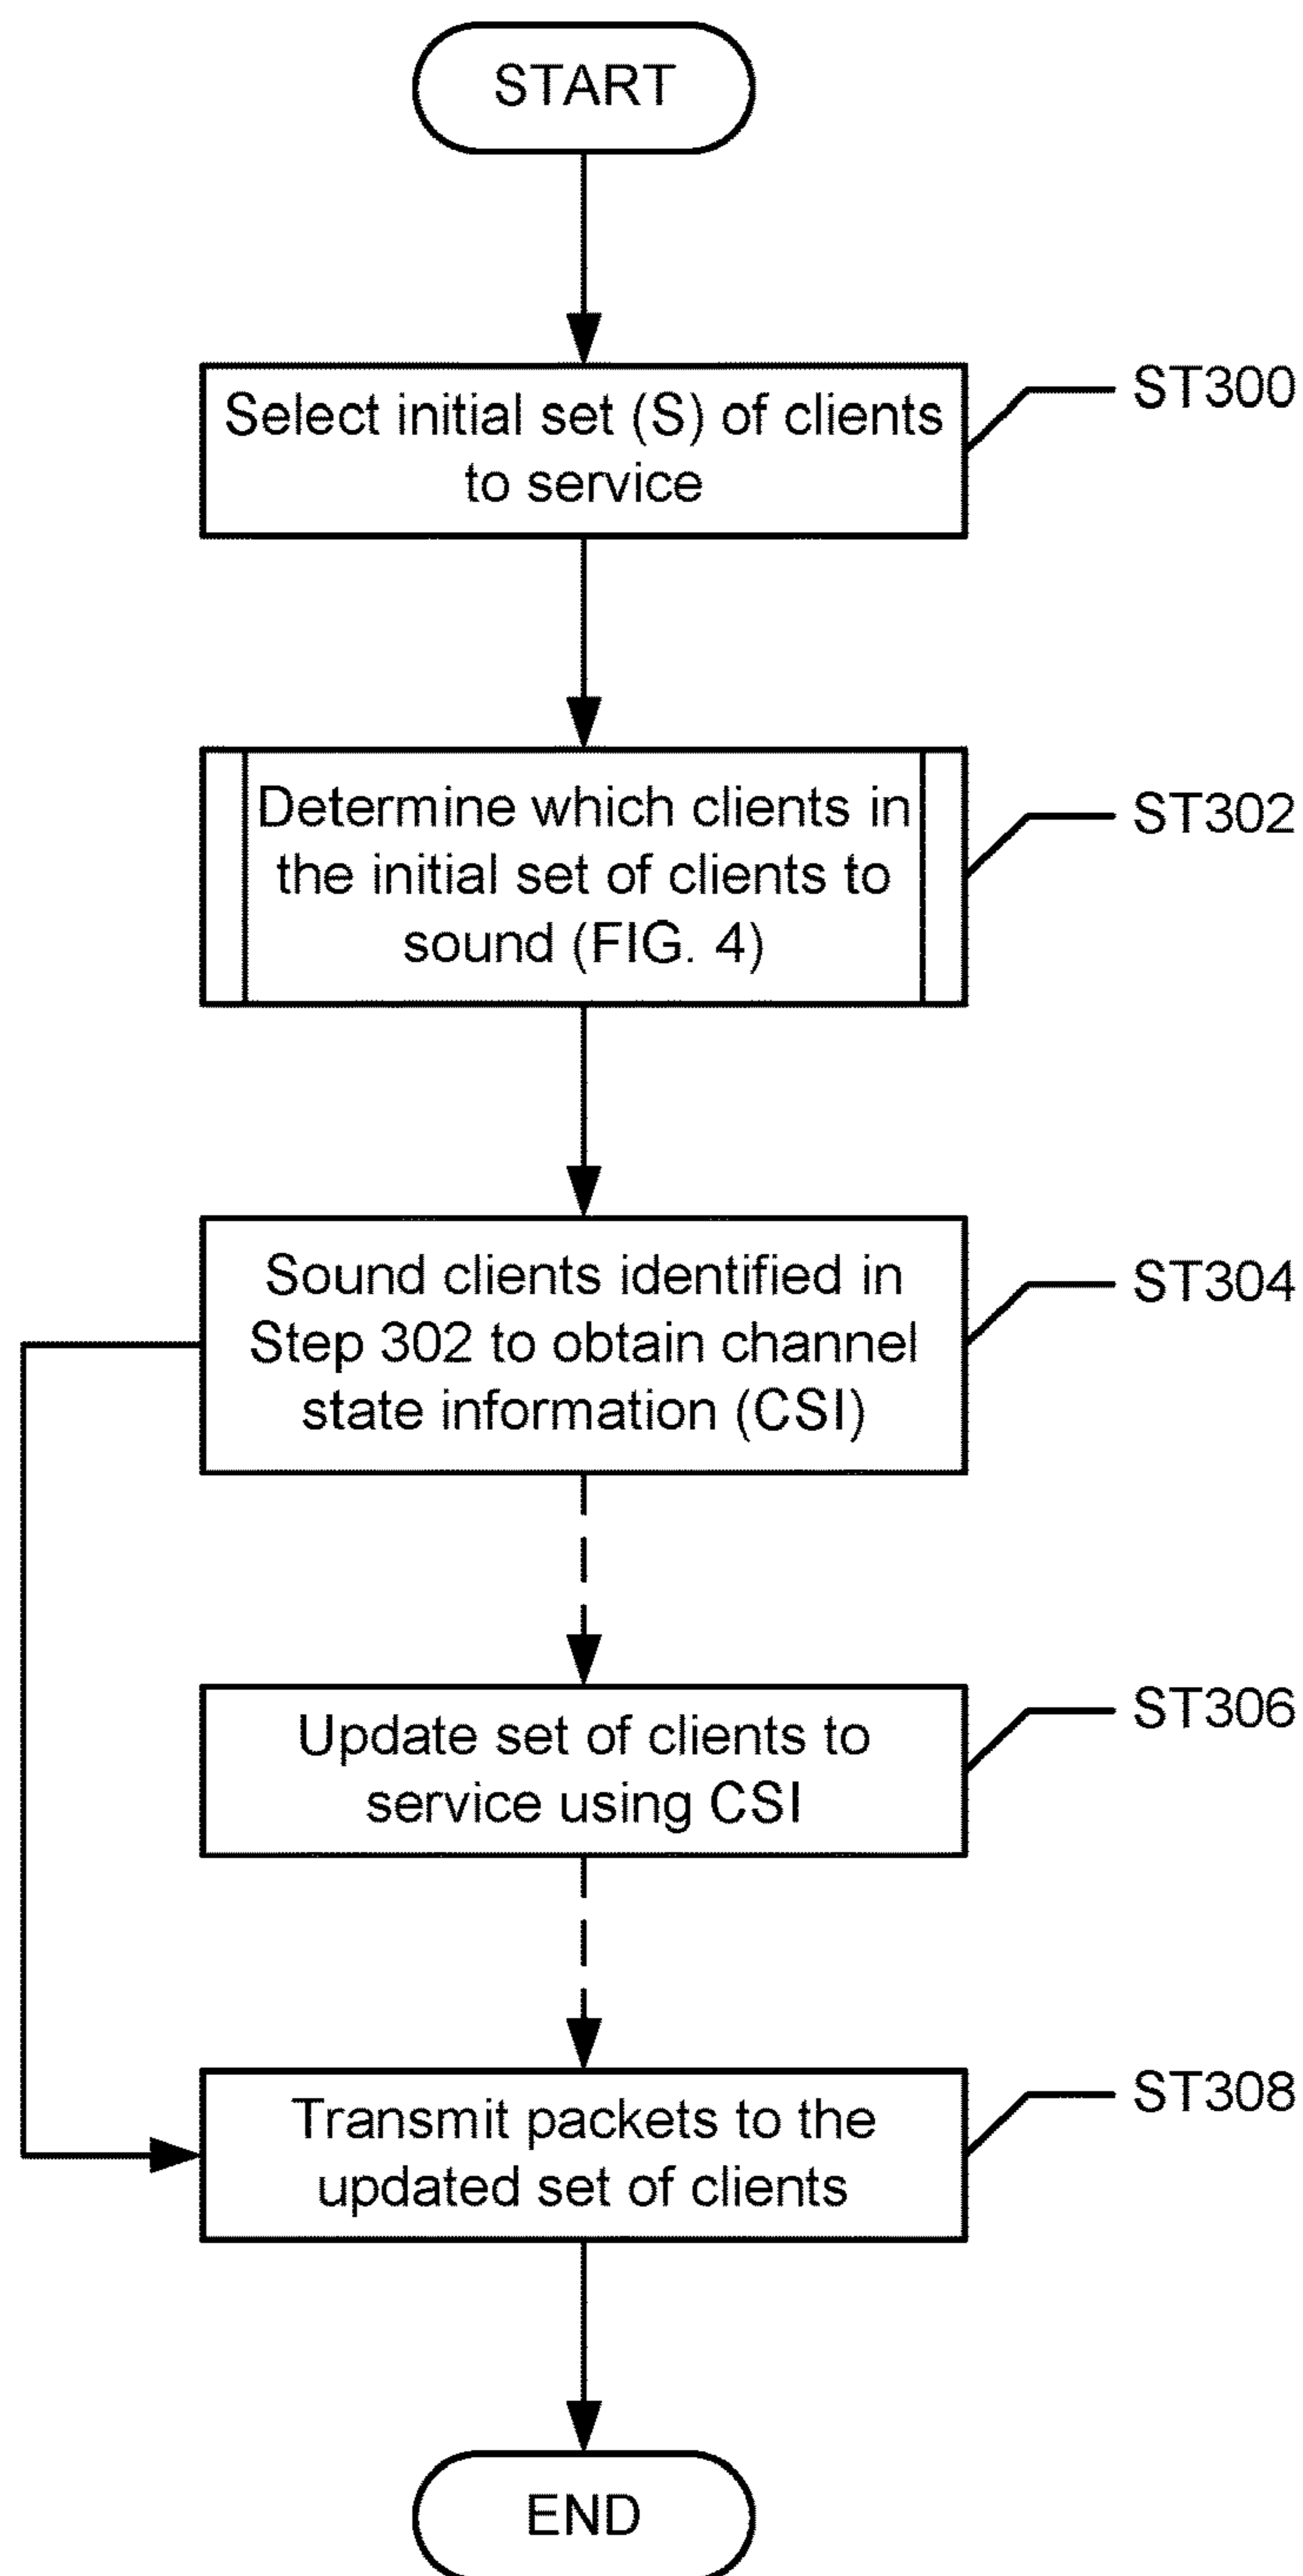 START
Select initial set (S) of clients
to service
ST300
Determine which clients in
the initial set of clients to
sound (FIG. 4)
ST302
Sound clients identified in
Step 302 to obtain channel
state information (CSI)
ST304
Update set of clients to
service using CSI
ST306
Transmit packets to the
updated set of clients
ST308
END